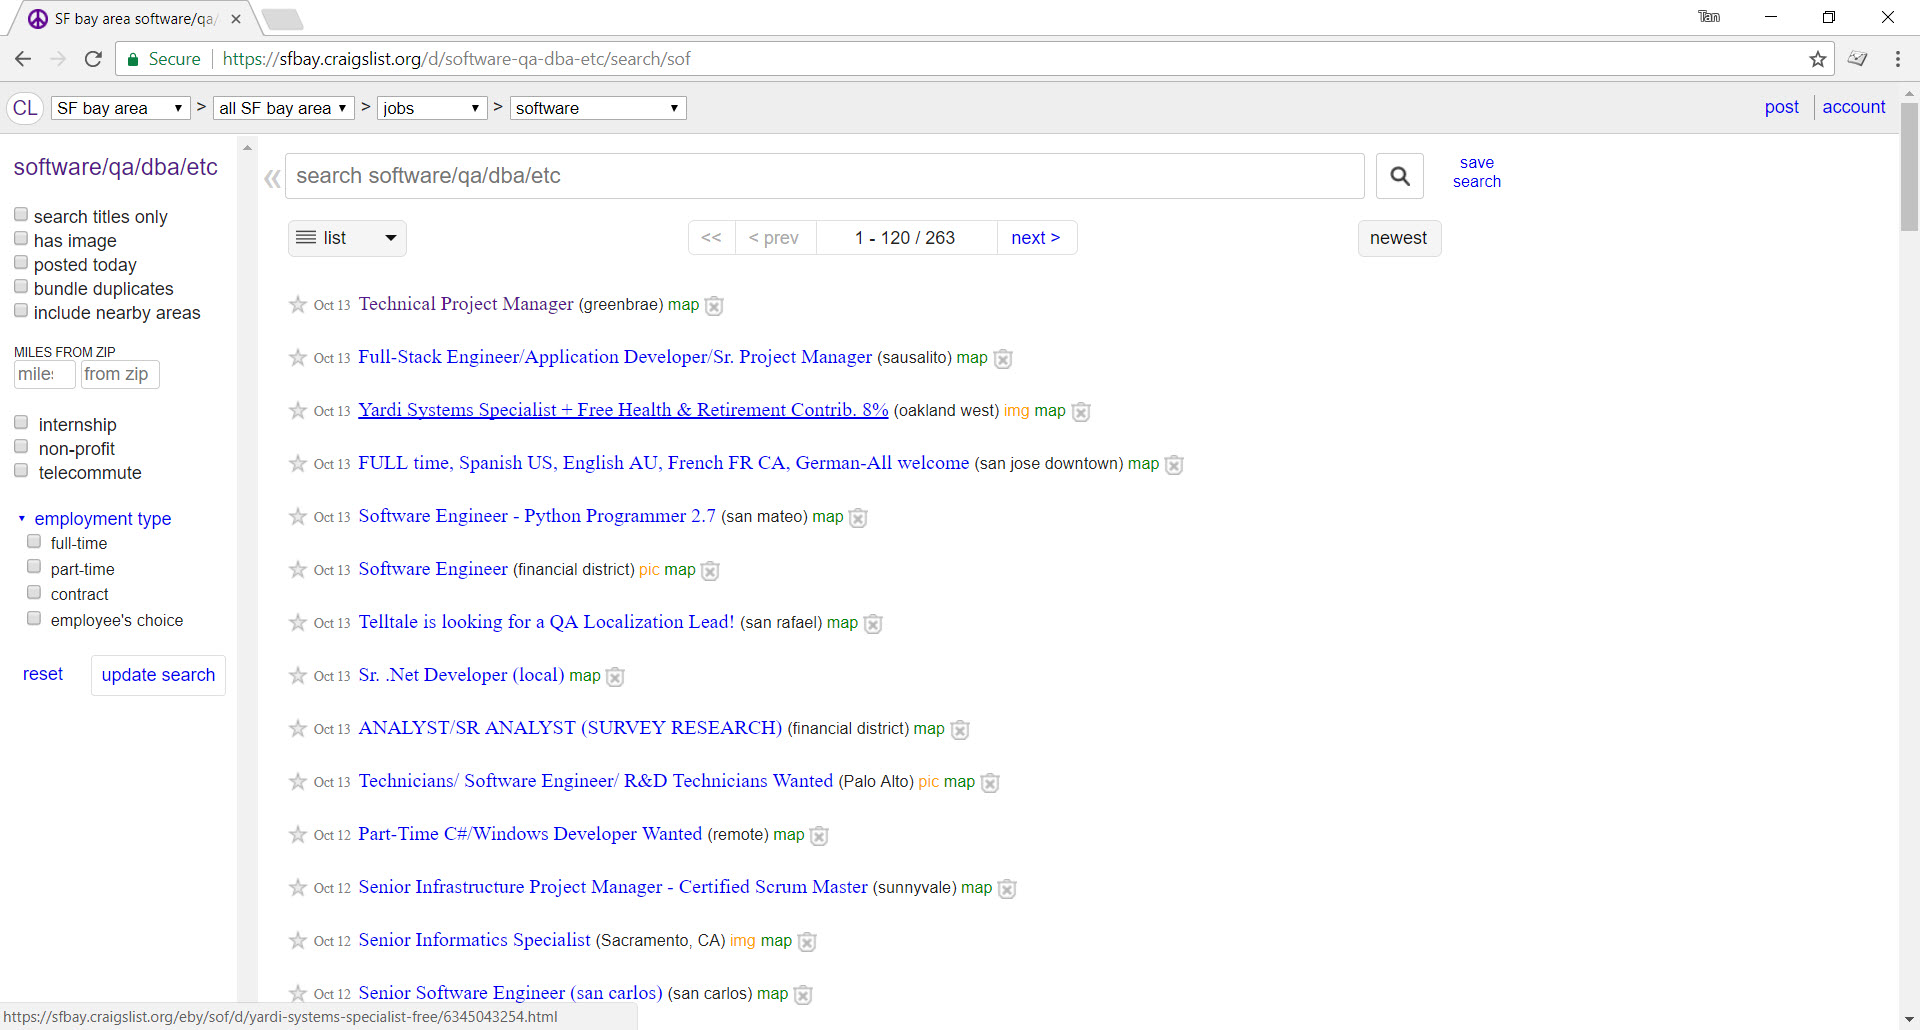 SF bay area software/qa/
Tan
Secure https://sfbay.craigslist.org/d/software-qa-dba-etc/search/sof
CL SF bay area > all SF bay area > jobs > software post account
software/qa/dba/etc
search titles only
has image
posted today
bundle duplicates
include nearby areas
MILES FROM ZIP
miles from zip
internship
non-profit
telecommute
employment type
full-time
part-time
contract
employee's choice
reset update search
search software/qa/dba/etc
save
search
list << < prev 1 - 120 / 263 next > newest
Oct 13 Technical Project Manager (greenbrae) map
Oct 13 Full-Stack Engineer/Application Developer/Sr. Project Manager (sausalito) map
Oct 13 Yardi Systems Specialist + Free Health & Retirement Contrib. 8% (oakland west) img map
Oct 13 FULL time, Spanish US, English AU, French FR CA, German-All welcome (san jose downtown) map
Oct 13 Software Engineer - Python Programmer 2.7 (san mateo) map
Oct 13 Software Engineer (financial district) pic map
Oct 13 Telltale is looking for a QA Localization Lead! (san rafael) map
Oct 13 Sr. .Net Developer (local) map
Oct 13 ANALYST/SR ANALYST (SURVEY RESEARCH) (financial district) map
Oct 13 Technicians/ Software Engineer/ R&D Technicians Wanted (Palo Alto) pic map
Oct 12 Part-Time C#/Windows Developer Wanted (remote) map
Oct 12 Senior Infrastructure Project Manager - Certified Scrum Master (sunnyvale) map
Oct 12 Senior Informatics Specialist (Sacramento, CA) img map
Oct 12 Senior Software Engineer (san carlos) (san carlos) map
https://sfbay.craigslist.org/eby/sof/d/yardi-systems-specialist-free/6345043254.html